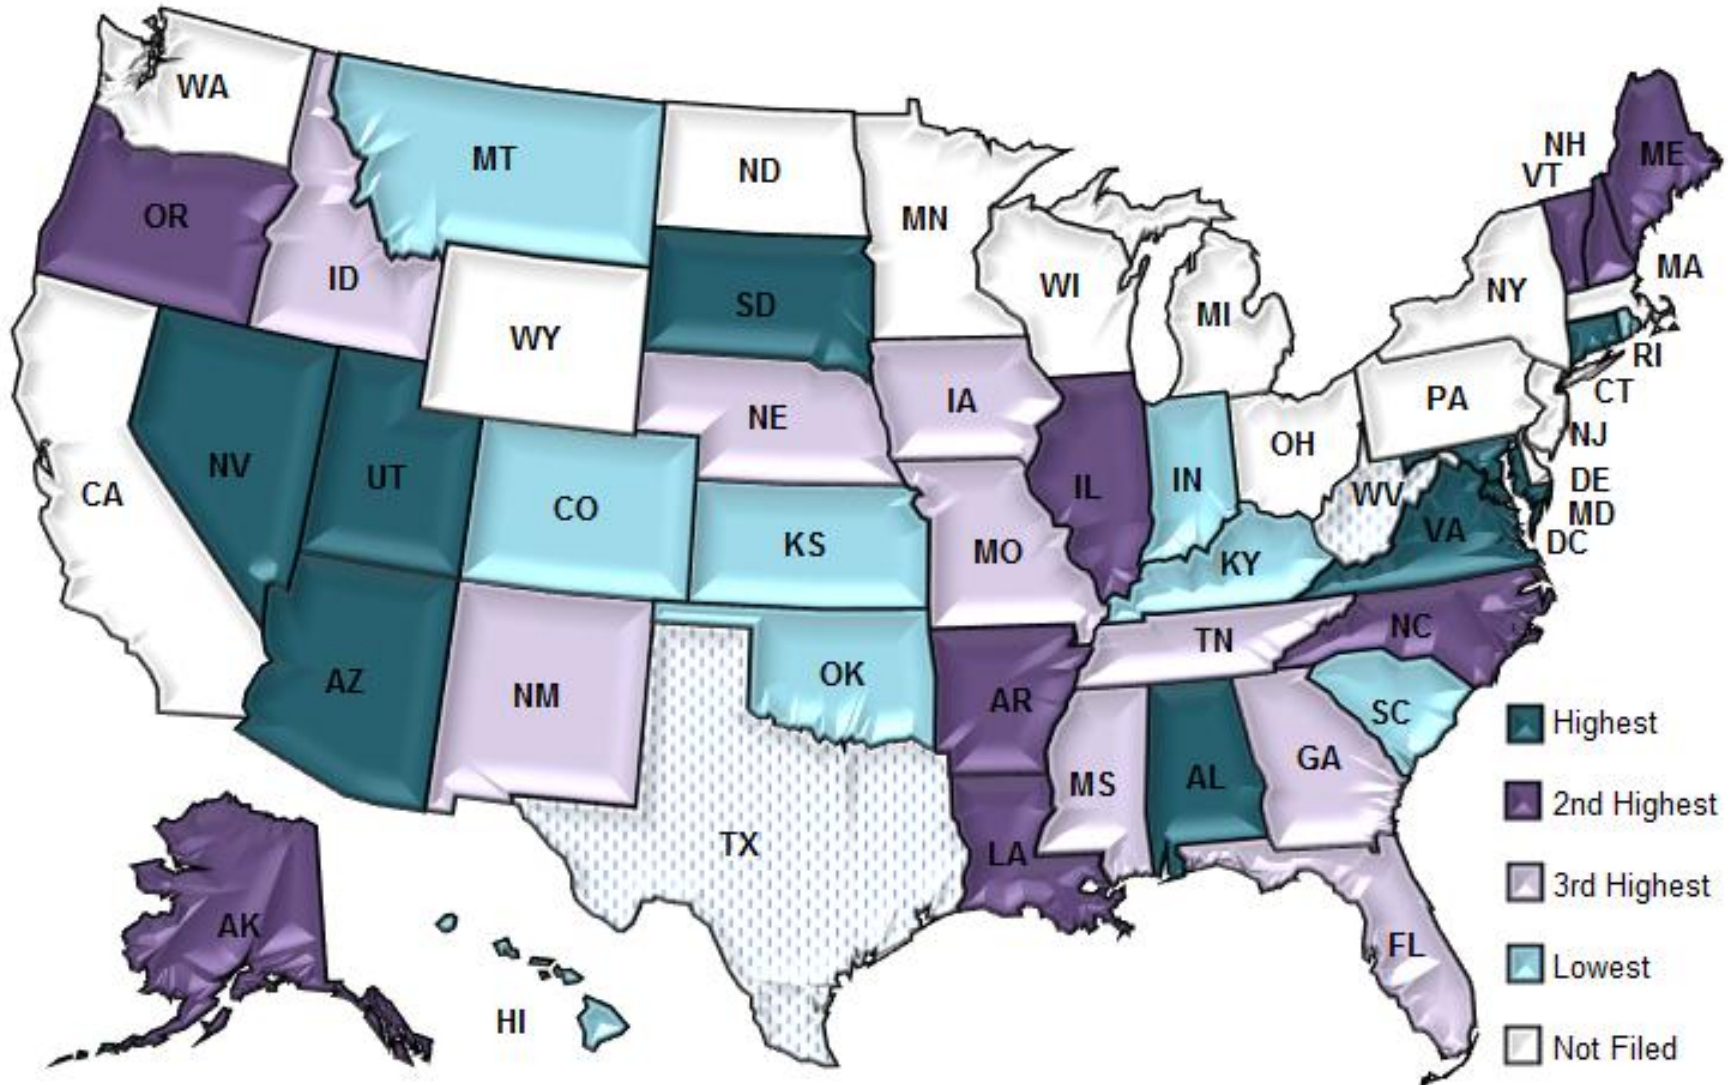 WA
MT
ND
MN
OR
ID
SD
WI
MI
WY
NH
VT
ME
MA
NY
RI
CT
PA
NJ
NE
IA
OH
IL
IN
WV
DE
MD
DC
VA
NV
UT
CO
KS
MO
KY
CA
AZ
NM
OK
AR
TN
NC
SC
MS
AL
GA
TX
LA
FL
AK
HI
Highest
2nd Highest
3rd Highest
Lowest
Not Filed